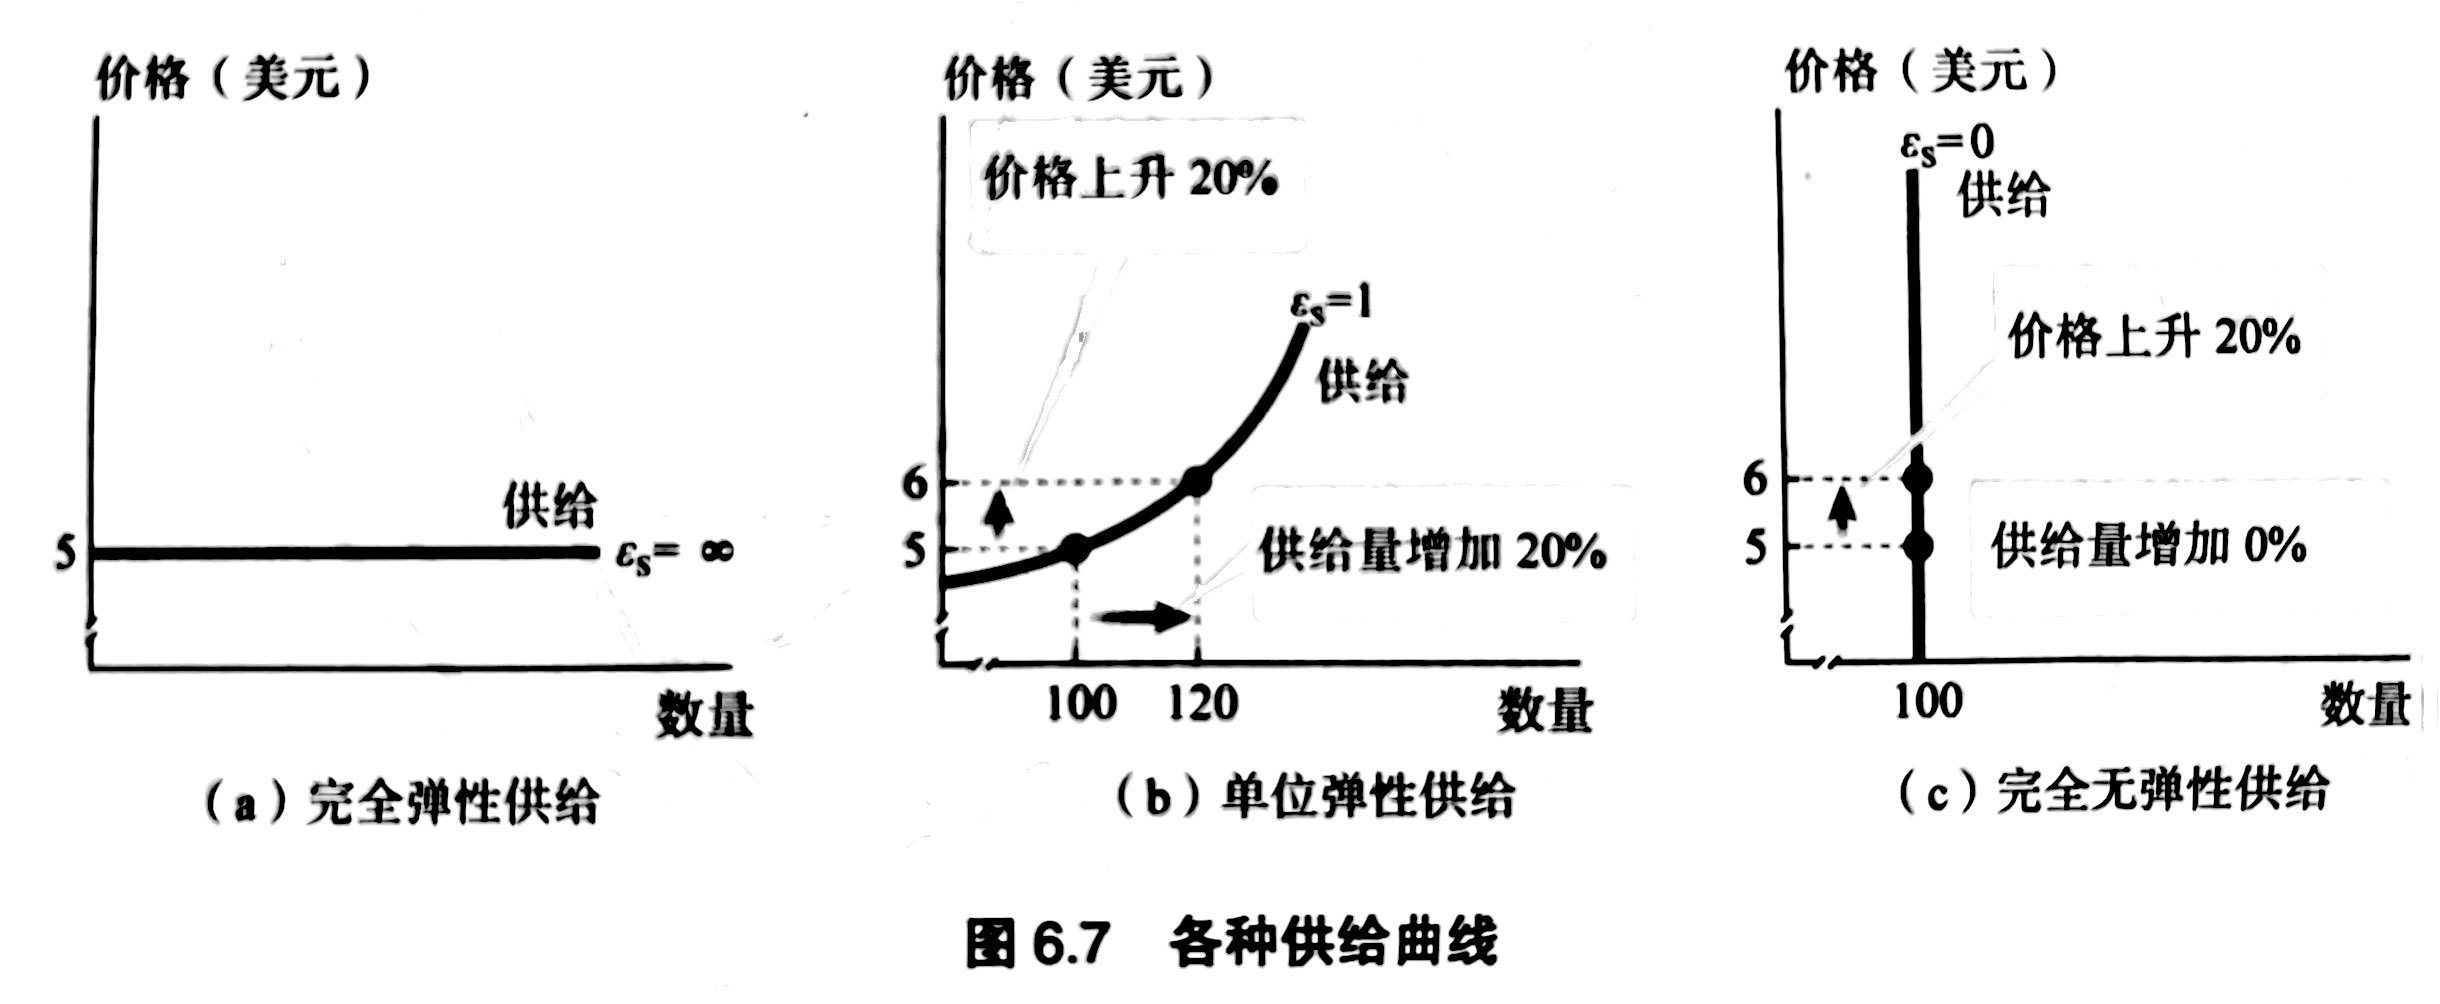 价格（美元）
供给
5
εs= ∞
数量
（a）完全弹性供给
价格（美元）
价格上升 20%
εs=1
供给
6
5
供给量增加 20%
100 120 数量
（b）单位弹性供给
价格（美元）
εs=0
供给
价格上升 20%
6
5
供给量增加 0%
100 数量
（c）完全无弹性供给
图 6.7 各种供给曲线